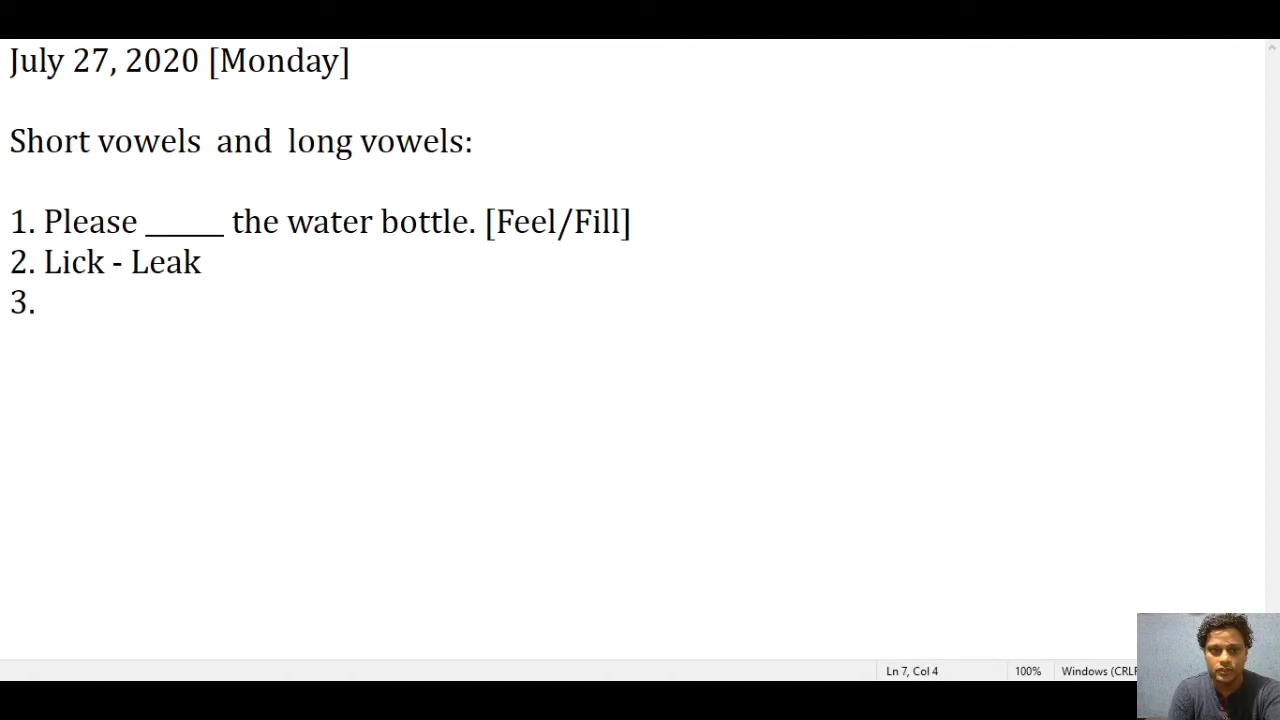 July 27, 2020 [Monday]
Short vowels  and  long vowels:
1. Please ______ the water bottle. [Feel/Fill]
2. Lick - Leak
3.
Ln 7, Col 4 100% Windows (CRLF